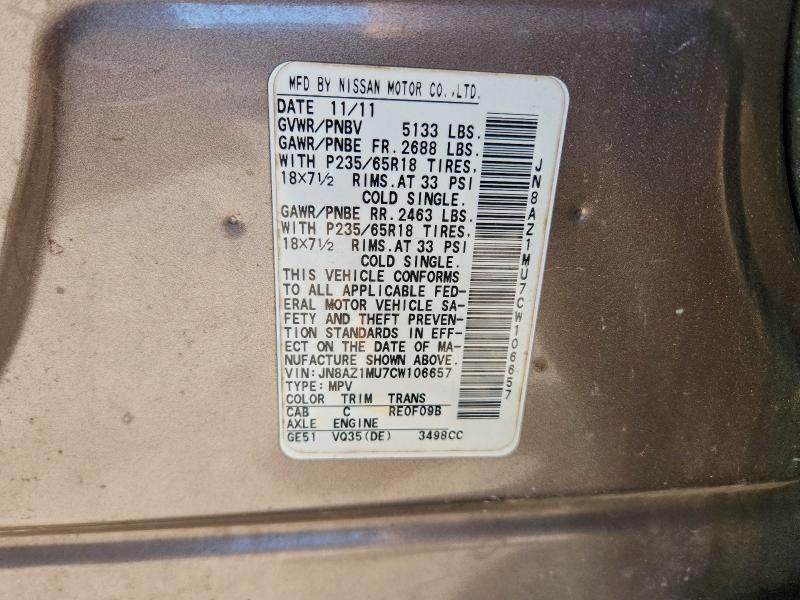 MFD BY NISSAN MOTOR CO.,LTD.
DATE 11/11
GVWR/PNBV 5133 LBS.
GAWR/PNBE FR. 2688 LBS.
WITH P235/65R18 TIRES,
18×7½ RIMS. AT 33 PSI
COLD SINGLE.
GAWR/PNBE RR. 2463 LBS.
WITH P235/65R18 TIRES,
18×7½ RIMS. AT 33 PSI
COLD SINGLE.
THIS VEHICLE CONFORMS
TO ALL APPLICABLE FED-
ERAL MOTOR VEHICLE SA-
FETY AND THEFT PREVEN-
TION STANDARDS IN EFF-
ECT ON THE DATE OF MA-
NUFACTURE SHOWN ABOVE.
VIN:JN8AZ1MU7CW106657
TYPE:MPV
COLOR TRIM TRANS
CAB C RE0F09B
AXLE ENGINE
GE51 VQ35(DE) 3498CC
JN8AZ1MU7CW106657